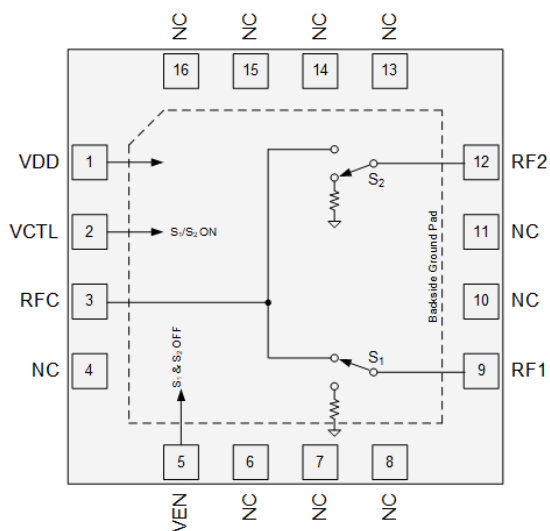 NC NC NC NC
16 15 14 13
VDD 1 12 RF2
S2
VCTL 2 S1/S2 ON 11 NC
Backside Ground Pad
RFC 3 10 NC
S1 & S2 OFF
NC 4 S1 9 RF1
5 6 7 8
VEN NC NC NC